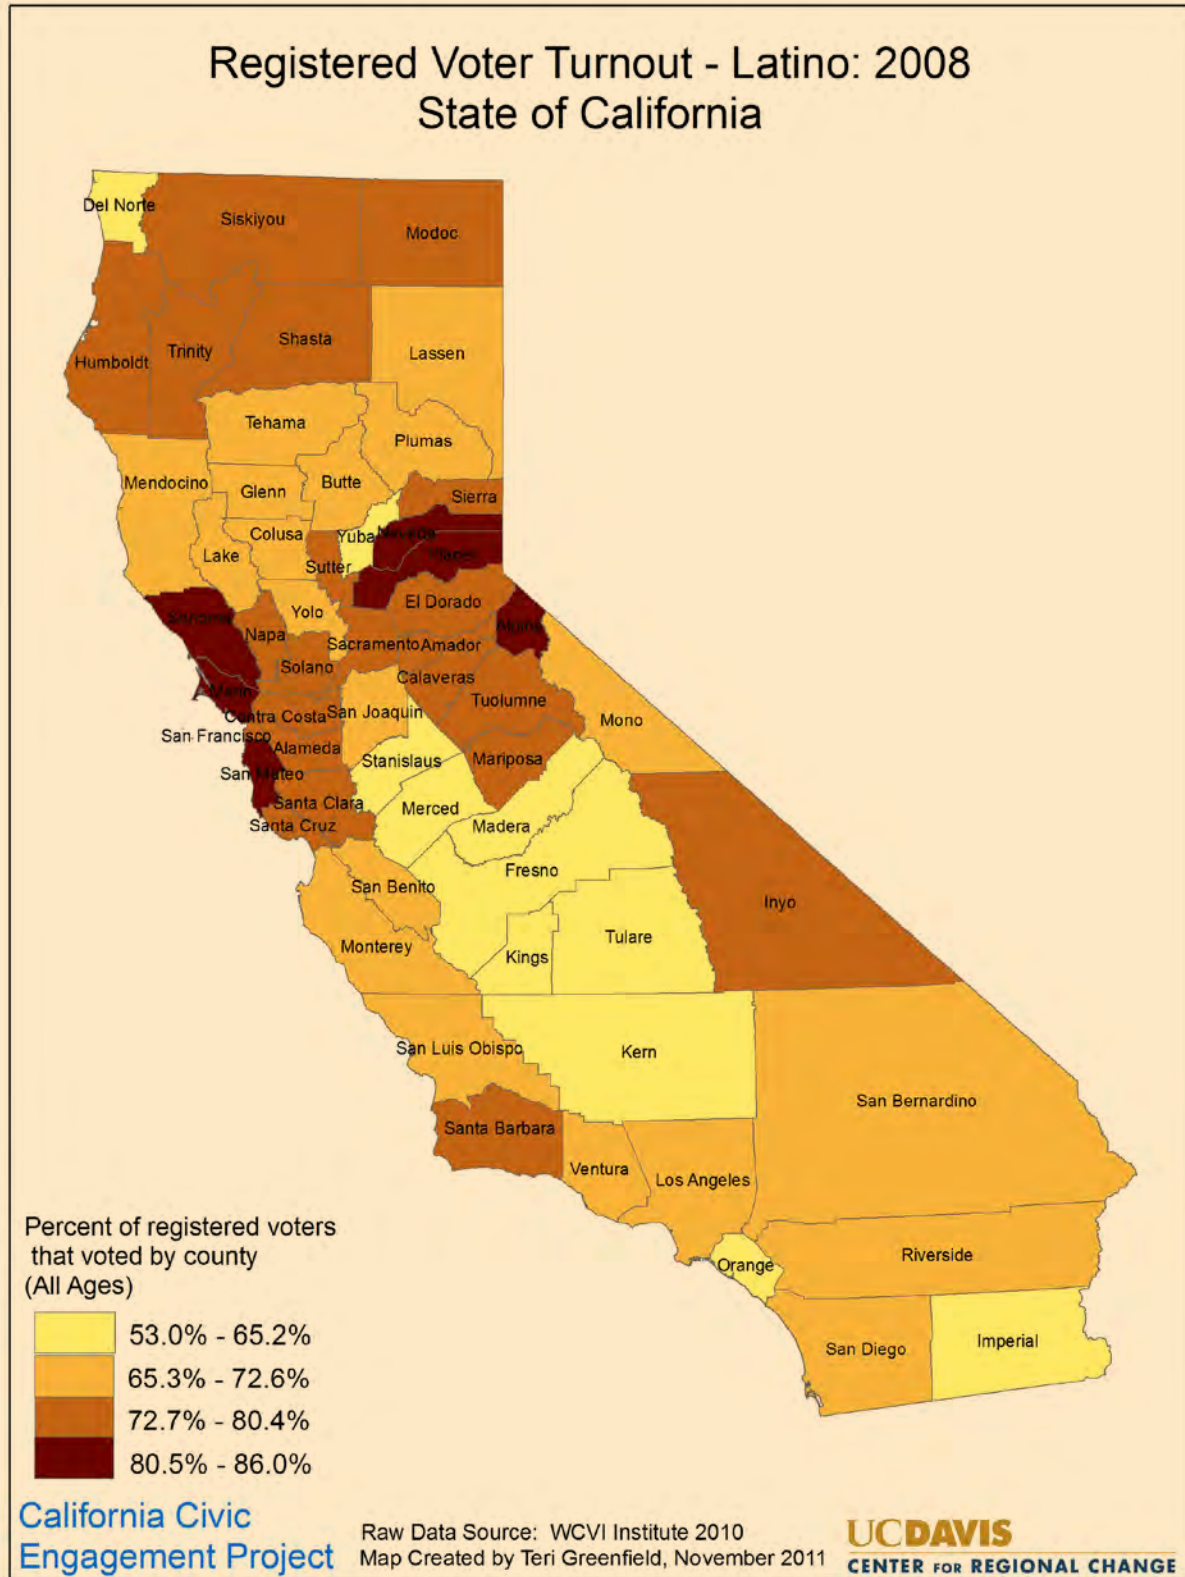 Registered Voter Turnout - Latino: 2008
State of California
Del Norte
Siskiyou
Modoc
Humboldt
Trinity
Shasta
Lassen
Tehama
Plumas
Mendocino
Glenn
Butte
Sierra
Colusa
Yuba
Nevada
Lake
Sutter
Placer
Sonoma
Yolo
El Dorado
Alpine
Napa
Sacramento
Amador
Solano
Calaveras
Marin
Tuolumne
Contra Costa
San Joaquin
Mono
San Francisco
Alameda
Stanislaus
Mariposa
San Mateo
Santa Clara
Merced
Santa Cruz
Madera
Fresno
San Benito
Inyo
Monterey
Kings
Tulare
San Luis Obispo
Kern
San Bernardino
Santa Barbara
Ventura
Los Angeles
Orange
Riverside
San Diego
Imperial
Percent of registered voters
that voted by county
(All Ages)
53.0% - 65.2%
65.3% - 72.6%
72.7% - 80.4%
80.5% - 86.0%
California Civic
Engagement Project
Raw Data Source: WCVI Institute 2010
Map Created by Teri Greenfield, November 2011
UCDAVIS
CENTER FOR REGIONAL CHANGE